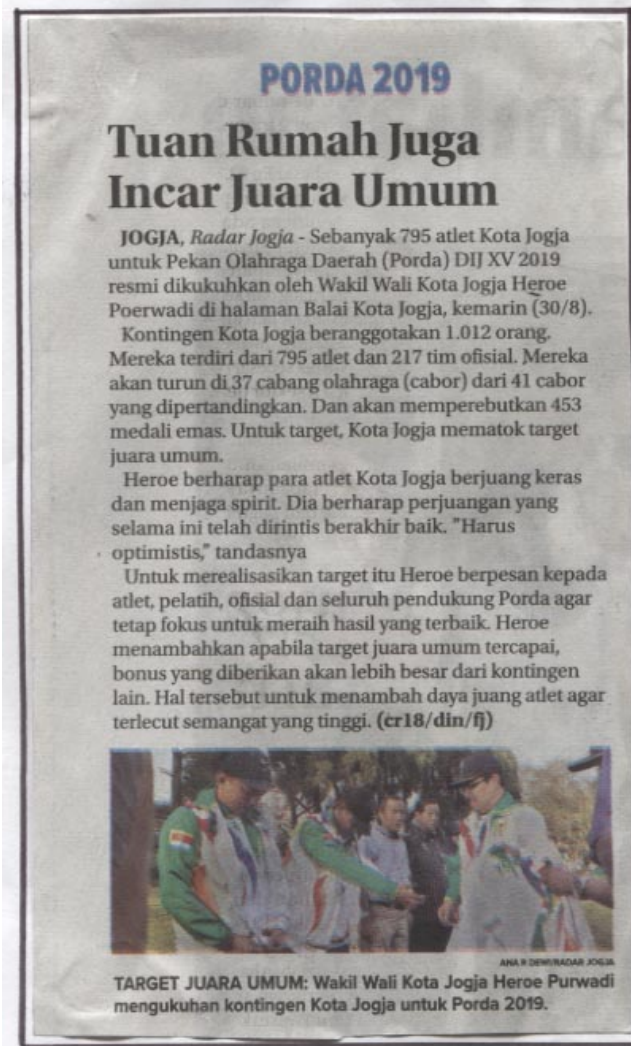 PORDA 2019
Tuan Rumah Juga
Incar Juara Umum
JOGJA, Radar Jogja - Sebanyak 795 atlet Kota Jogja
untuk Pekan Olahraga Daerah (Porda) DIJ XV 2019
resmi dikukuhkan oleh Wakil Wali Kota Jogja Heroe
Poerwadi di halaman Balai Kota Jogja, kemarin (30/8).
Kontingen Kota Jogja beranggotakan 1.012 orang.
Mereka terdiri dari 795 atlet dan 217 tim ofisial. Mereka
akan turun di 37 cabang olahraga (cabor) dari 41 cabor
yang dipertandingkan. Dan akan memperebutkan 453
medali emas. Untuk target, Kota Jogja mematok target
juara umum.
Heroe berharap para atlet Kota Jogja berjuang keras
dan menjaga spirit. Dia berharap perjuangan yang
selama ini telah dirintis berakhir baik. "Harus
optimistis," tandasnya
Untuk merealisasikan target itu Heroe berpesan kepada
atlet, pelatih, ofisial dan seluruh pendukung Porda agar
tetap fokus untuk meraih hasil yang terbaik. Heroe
menambahkan apabila target juara umum tercapai,
bonus yang diberikan akan lebih besar dari kontingen
lain. Hal tersebut untuk menambah daya juang atlet agar
terlecut semangat yang tinggi. (cr18/din/fj)
ANA R DEWI/RADAR JOGJA
TARGET JUARA UMUM: Wakil Wali Kota Jogja Heroe Purwadi
mengukuhan kontingen Kota Jogja untuk Porda 2019.